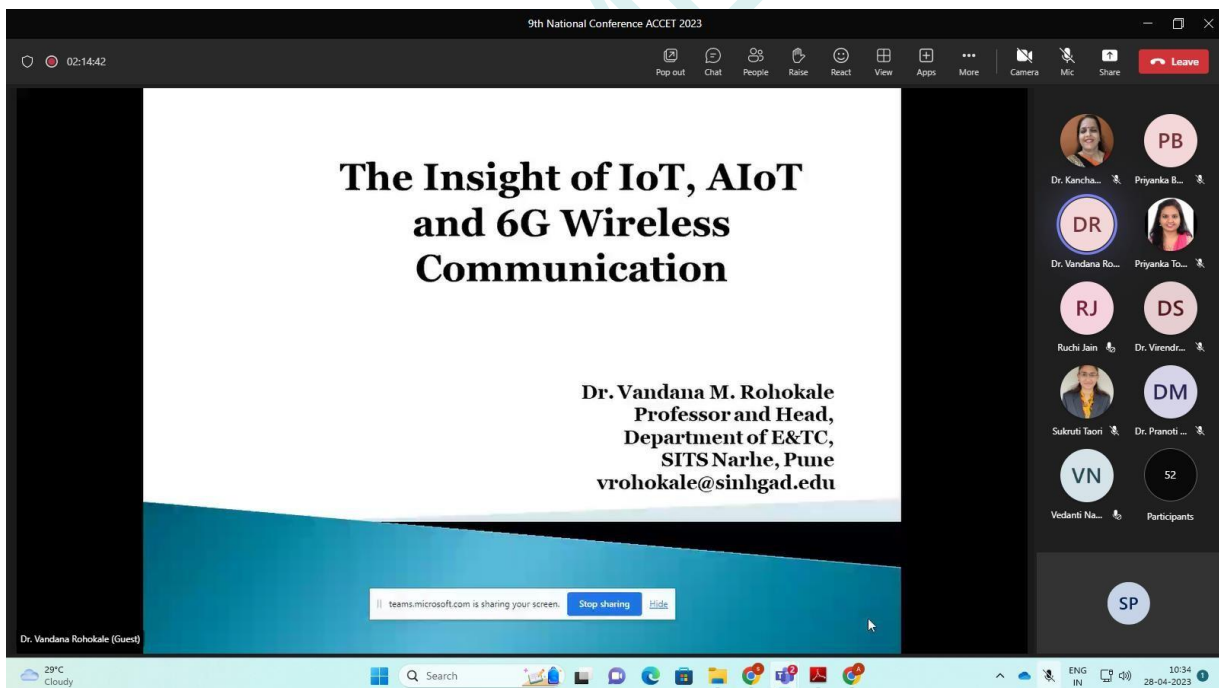 9th National Conference ACCET 2023
02:14:42
Pop out Chat People Raise React View Apps More Camera Mic Share Leave
The Insight of IoT, AIoT
and 6G Wireless
Communication
Dr. Vandana M. Rohokale
Professor and Head,
Department of E&TC,
SITS Narhe, Pune
vrohokale@sinhgad.edu
teams.microsoft.com is sharing your screen. Stop sharing Hide
Dr. Vandana Rohokale (Guest)
PB
Dr. Kancha... Priyanka B...
DR
Dr. Vandana Ro... Priyanka To...
RJ DS
Ruchi Jain Dr. Virendr...
DM
Sukruti Taori Dr. Pranoti ...
VN 52
Vedanti Na... Participants
SP
29°C
Cloudy
Search
ENG
IN
10:34
28-04-2023